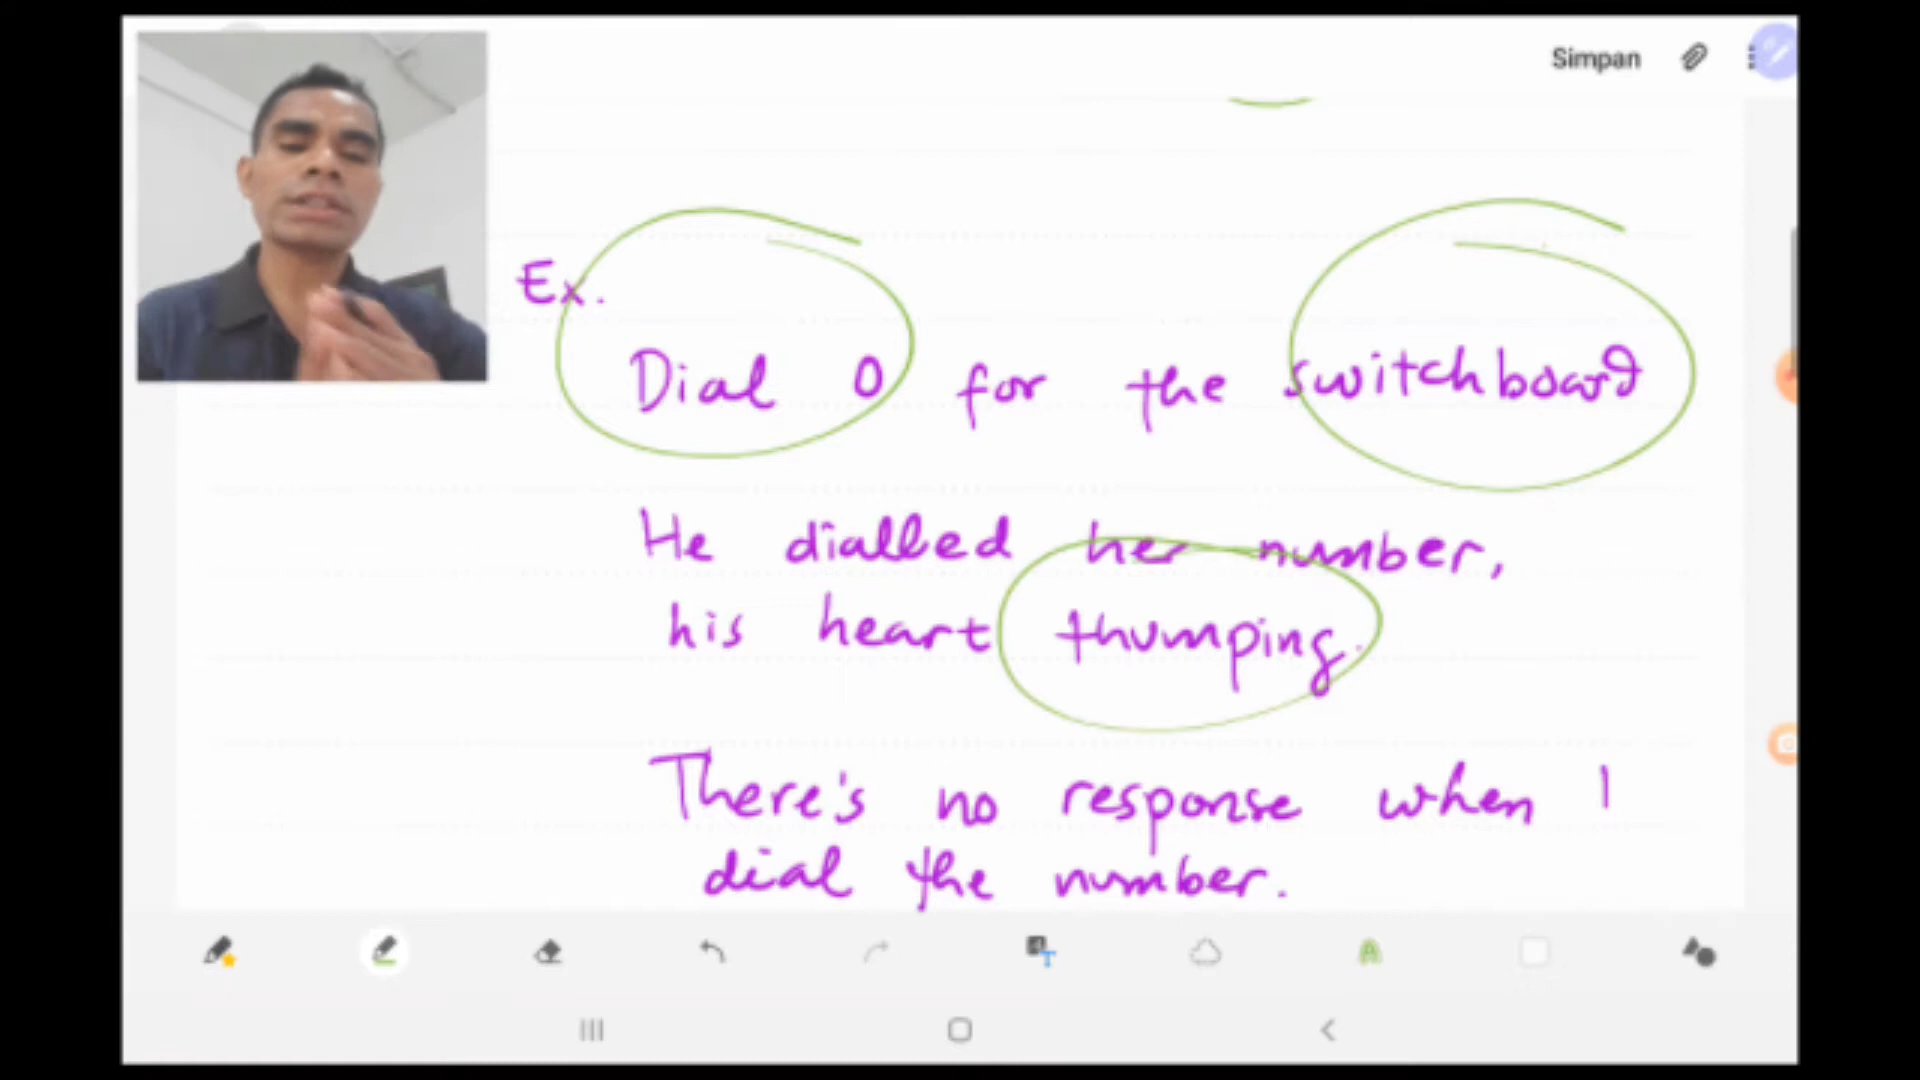 Simpan
Ex.
Dial 0 for the switchboard
He dialled her number,
his heart thumping.
There's no response when I
dial the number.